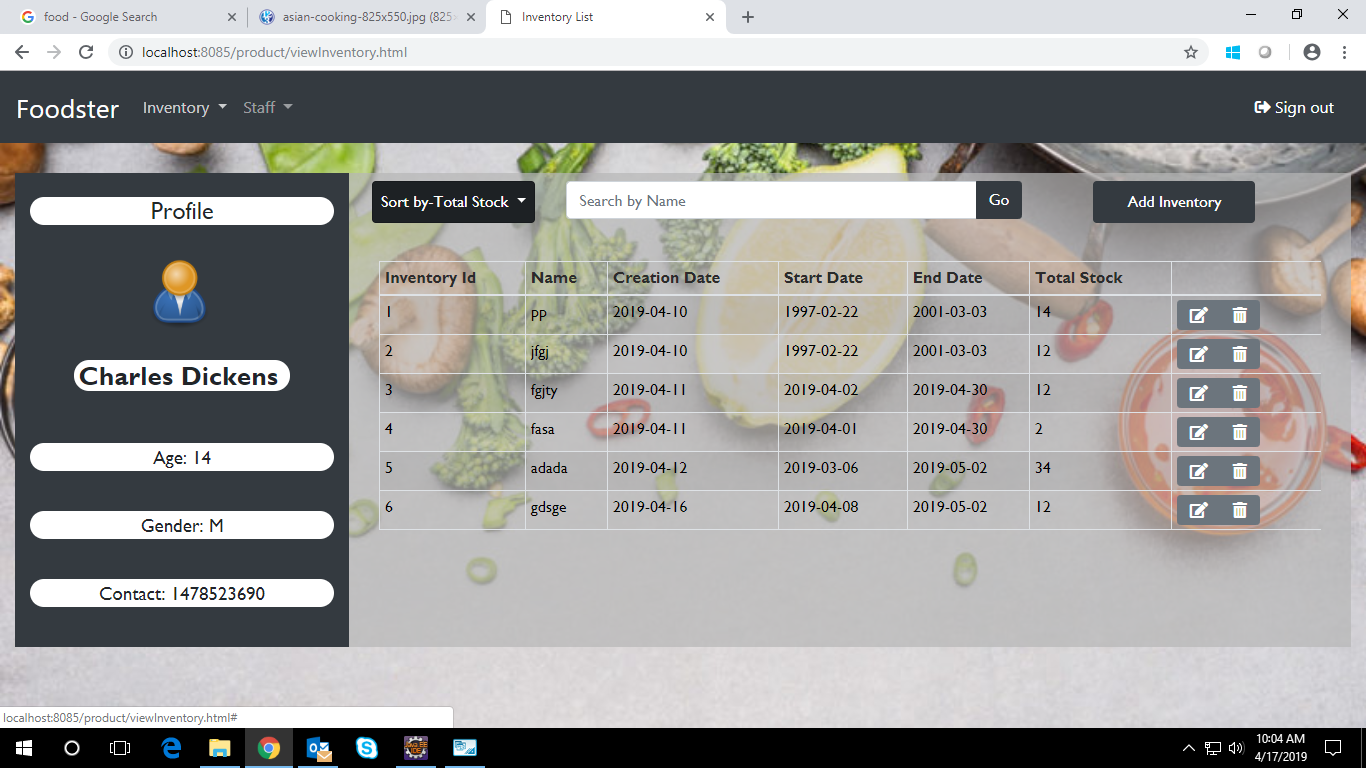 food - Google Search
asian-cooking-825x550.jpg (825
Inventory List
localhost:8085/product/viewInventory.html
Foodster Inventory Staff Sign out
Profile
Charles Dickens
Age: 14
Gender: M
Contact: 1478523690
Sort by-Total Stock Search by Name Go Add Inventory
Inventory Id Name Creation Date Start Date End Date Total Stock
1 pp 2019-04-10 1997-02-22 2001-03-03 14
2 jfgj 2019-04-10 1997-02-22 2001-03-03 12
3 fgjty 2019-04-11 2019-04-02 2019-04-30 12
4 fasa 2019-04-11 2019-04-01 2019-04-30 2
5 adada 2019-04-12 2019-03-06 2019-05-02 34
6 gdsge 2019-04-16 2019-04-08 2019-05-02 12
localhost:8085/product/viewInventory.html#
Java EE
IDE
10:04 AM
4/17/2019